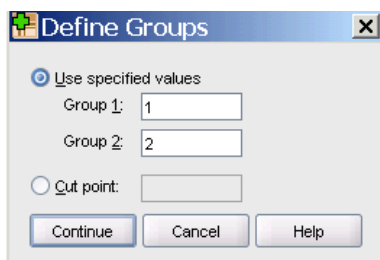 Define Groups
Use specified values
Group 1: 1
Group 2: 2
Cut point:
Continue Cancel Help